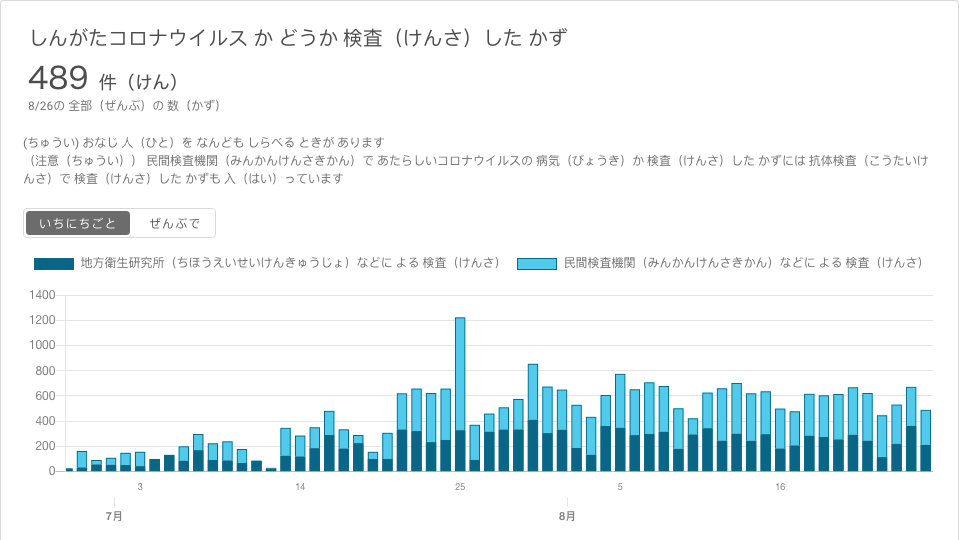 しんがたコロナウイルス か どうか 検査（けんさ）した かず
489 件（けん）
8/26の 全部（ぜんぶ）の 数（かず）
(ちゅうい) おなじ 人（ひと）を なんども しらべる ときが あります
（注意（ちゅうい）） 民間検査機関（みんかんけんさきかん）で あたらしいコロナウイルスの 病気（びょうき）か 検査（けんさ）した かずには 抗体検査（こうたいけ
んさ）で 検査（けんさ）した かずも 入（はい）っています
いちにちごと ぜんぶで
地方衛生研究所（ちほうえいせいけんきゅうじょ）などに よる 検査（けんさ） 民間検査機関（みんかんけんさきかん）などに よる 検査（けんさ）
1400
1200
1000
800
600
400
200
0
3 14 25 5 16
7月 8月